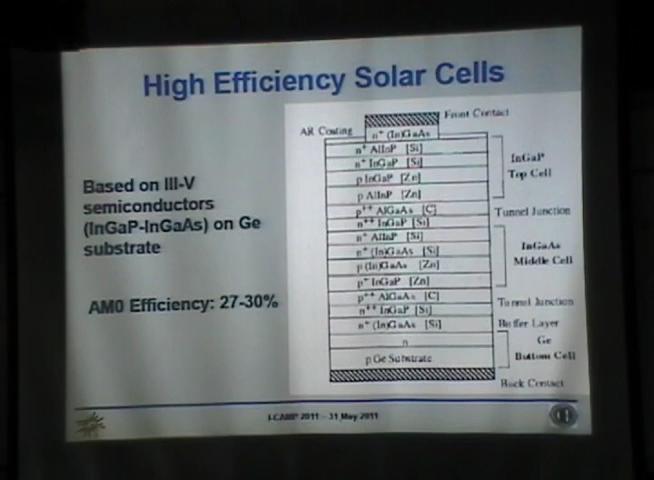 High Efficiency Solar Cells
Based on III-V
semiconductors
(InGaP-InGaAs) on Ge
substrate
AM0 Efficiency: 27-30%
Front Contact
AR Coating
n⁺ (In)GaAs
n⁺ AlInP [Si]
n⁺ InGaP [Si]
p InGaP [Zn]
p AlInP [Zn]
InGaP
Top Cell
p⁺⁺ AlGaAs [C]
n⁺⁺ InGaP [Si]
Tunnel Junction
n⁺ AlInP [Si]
n⁺ (In)GaAs [Si]
p (In)GaAs [Zn]
p⁺ InGaP [Zn]
InGaAs
Middle Cell
p⁺⁺ AlGaAs [C]
n⁺⁺ InGaP [Si]
Tunnel Junction
n⁺ (In)GaAs [Si]
Buffer Layer
n
p Ge Substrate
Ge
Bottom Cell
Back Contact
I-CAMP 2011 – 31 May 2011